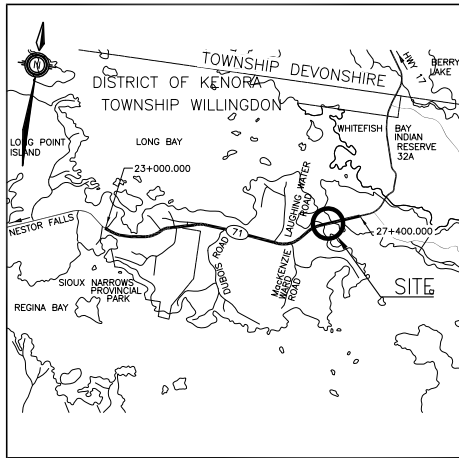 N
TOWNSHIP DEVONSHIRE
HWY 17
BERRY
LAKE
DISTRICT OF KENORA
TOWNSHIP WILLINGDON
LONG POINT
ISLAND
LONG BAY
WHITEFISH BAY
INDIAN
RESERVE
32A
23+000.000
LAUGHING WATER
ROAD
NESTOR FALLS
71
27+400.000
DUBOIS ROAD
MacKENZIE
WARD
ROAD
SITE
SIOUX NARROWS
PROVINCIAL
PARK
REGINA BAY